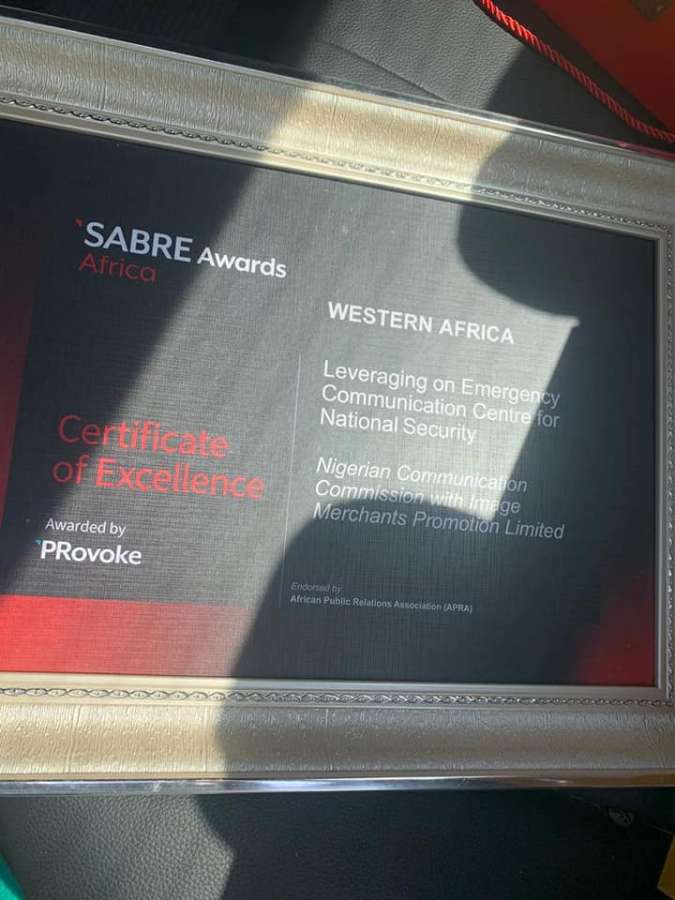 SABRE Awards
Africa
Certificate
of Excellence
Awarded by
PRovoke
WESTERN AFRICA
Leveraging on Emergency
Communication Centre for
National Security
Nigerian Communication
Commission with Image
Merchants Promotion Limited
Endorsed by
African Public Relations Association (APRA)